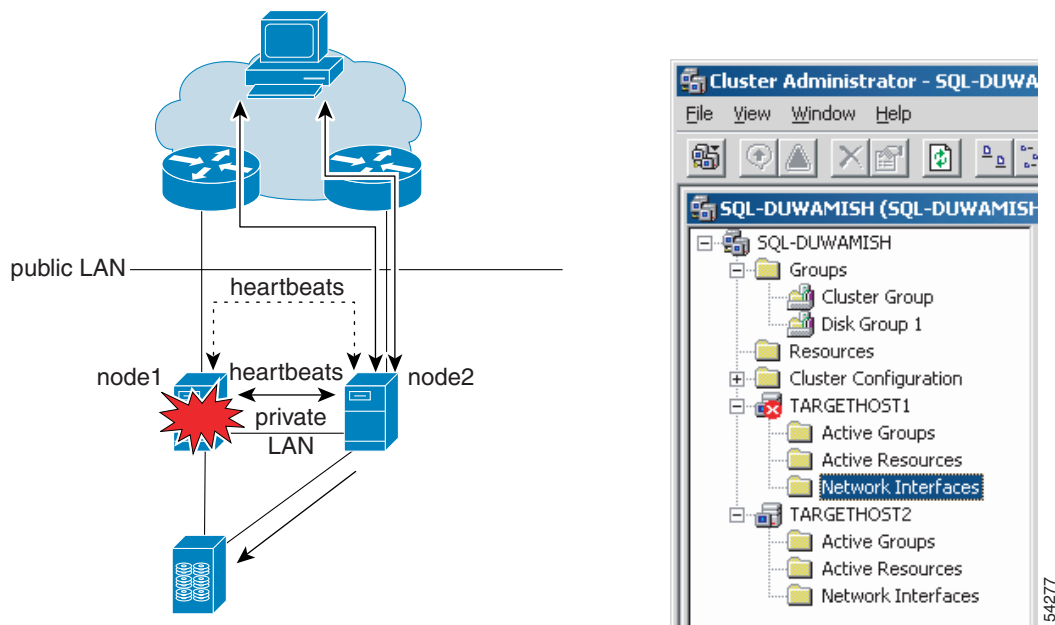 public LAN
heartbeats
node1
heartbeats
node2
private
LAN
Cluster Administrator - SQL-DUWA
File View Window Help
SQL-DUWAMISH (SQL-DUWAMISH
SQL-DUWAMISH
Groups
Cluster Group
Disk Group 1
Resources
Cluster Configuration
TARGETHOST1
Active Groups
Active Resources
Network Interfaces
TARGETHOST2
Active Groups
Active Resources
Network Interfaces
54277